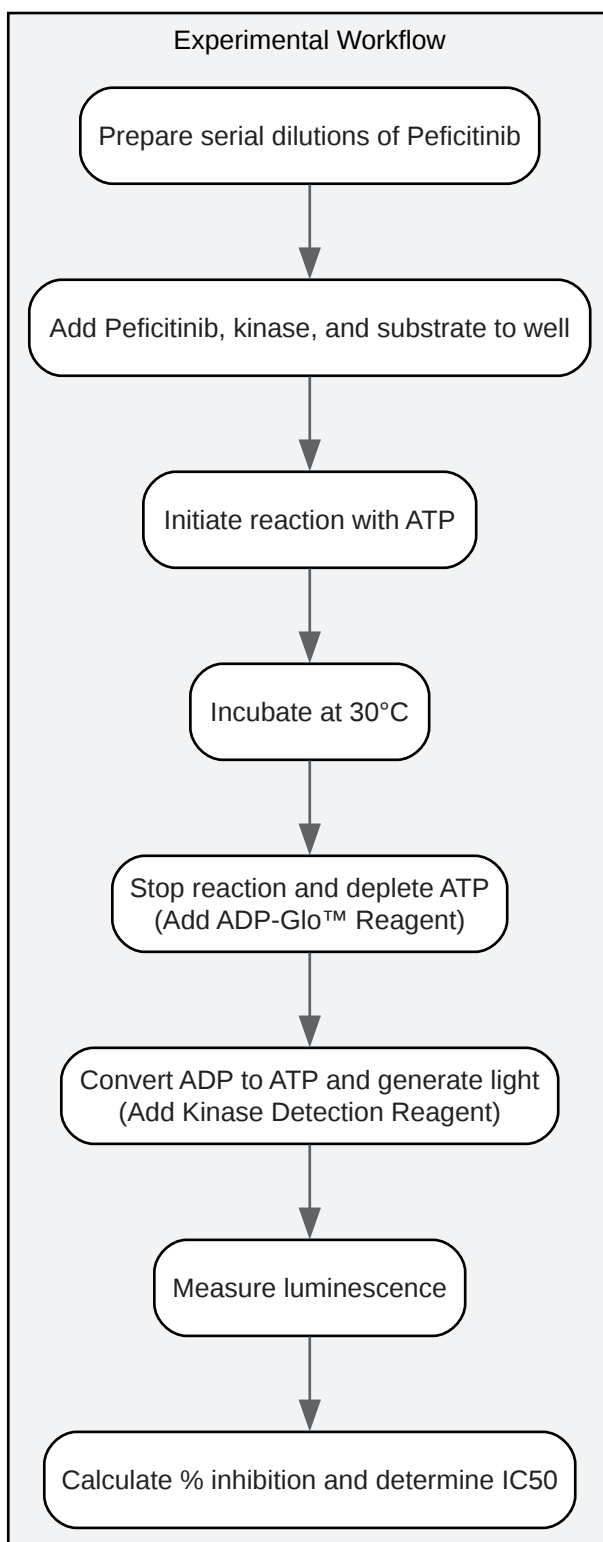 Experimental Workflow
Prepare serial dilutions of Peficitinib
Add Peficitinib, kinase, and substrate to well
Initiate reaction with ATP
Incubate at 30°C
Stop reaction and deplete ATP
(Add ADP-Glo™ Reagent)
Convert ADP to ATP and generate light
(Add Kinase Detection Reagent)
Measure luminescence
Calculate % inhibition and determine IC50